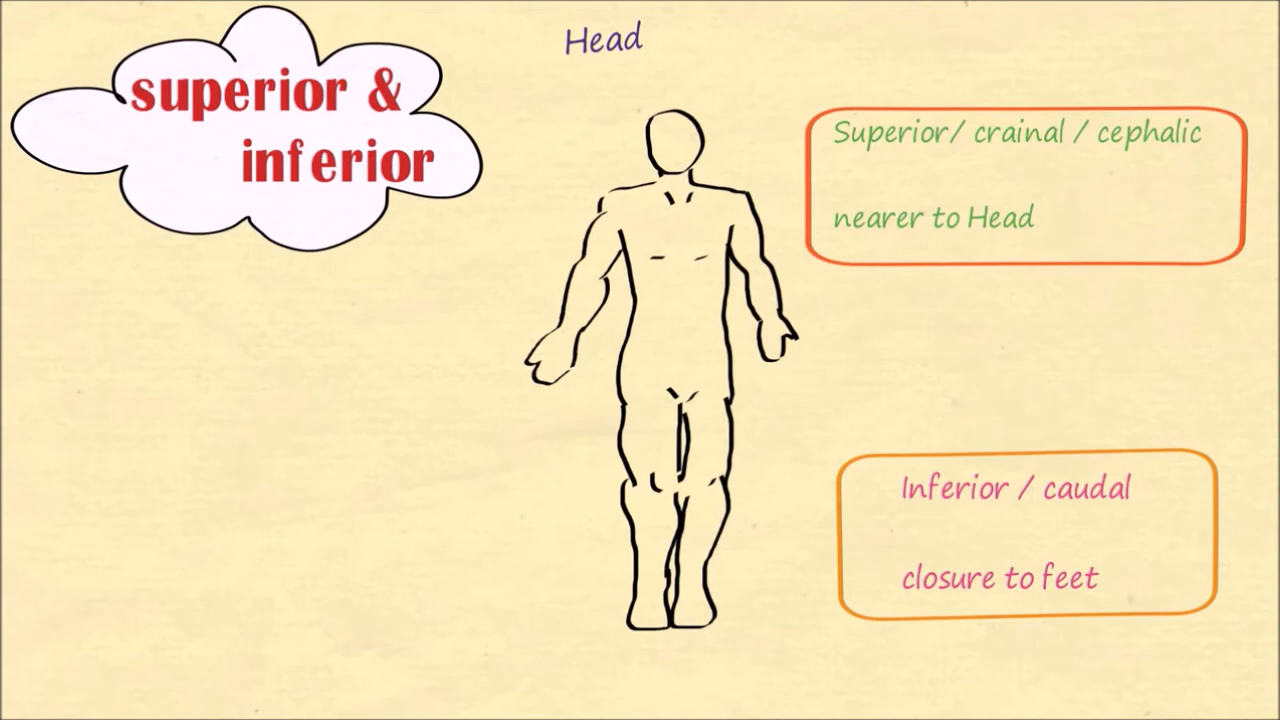 superior &
inferior
Head
Superior/ crainal / cephalic
nearer to Head
Inferior / caudal
closure to feet